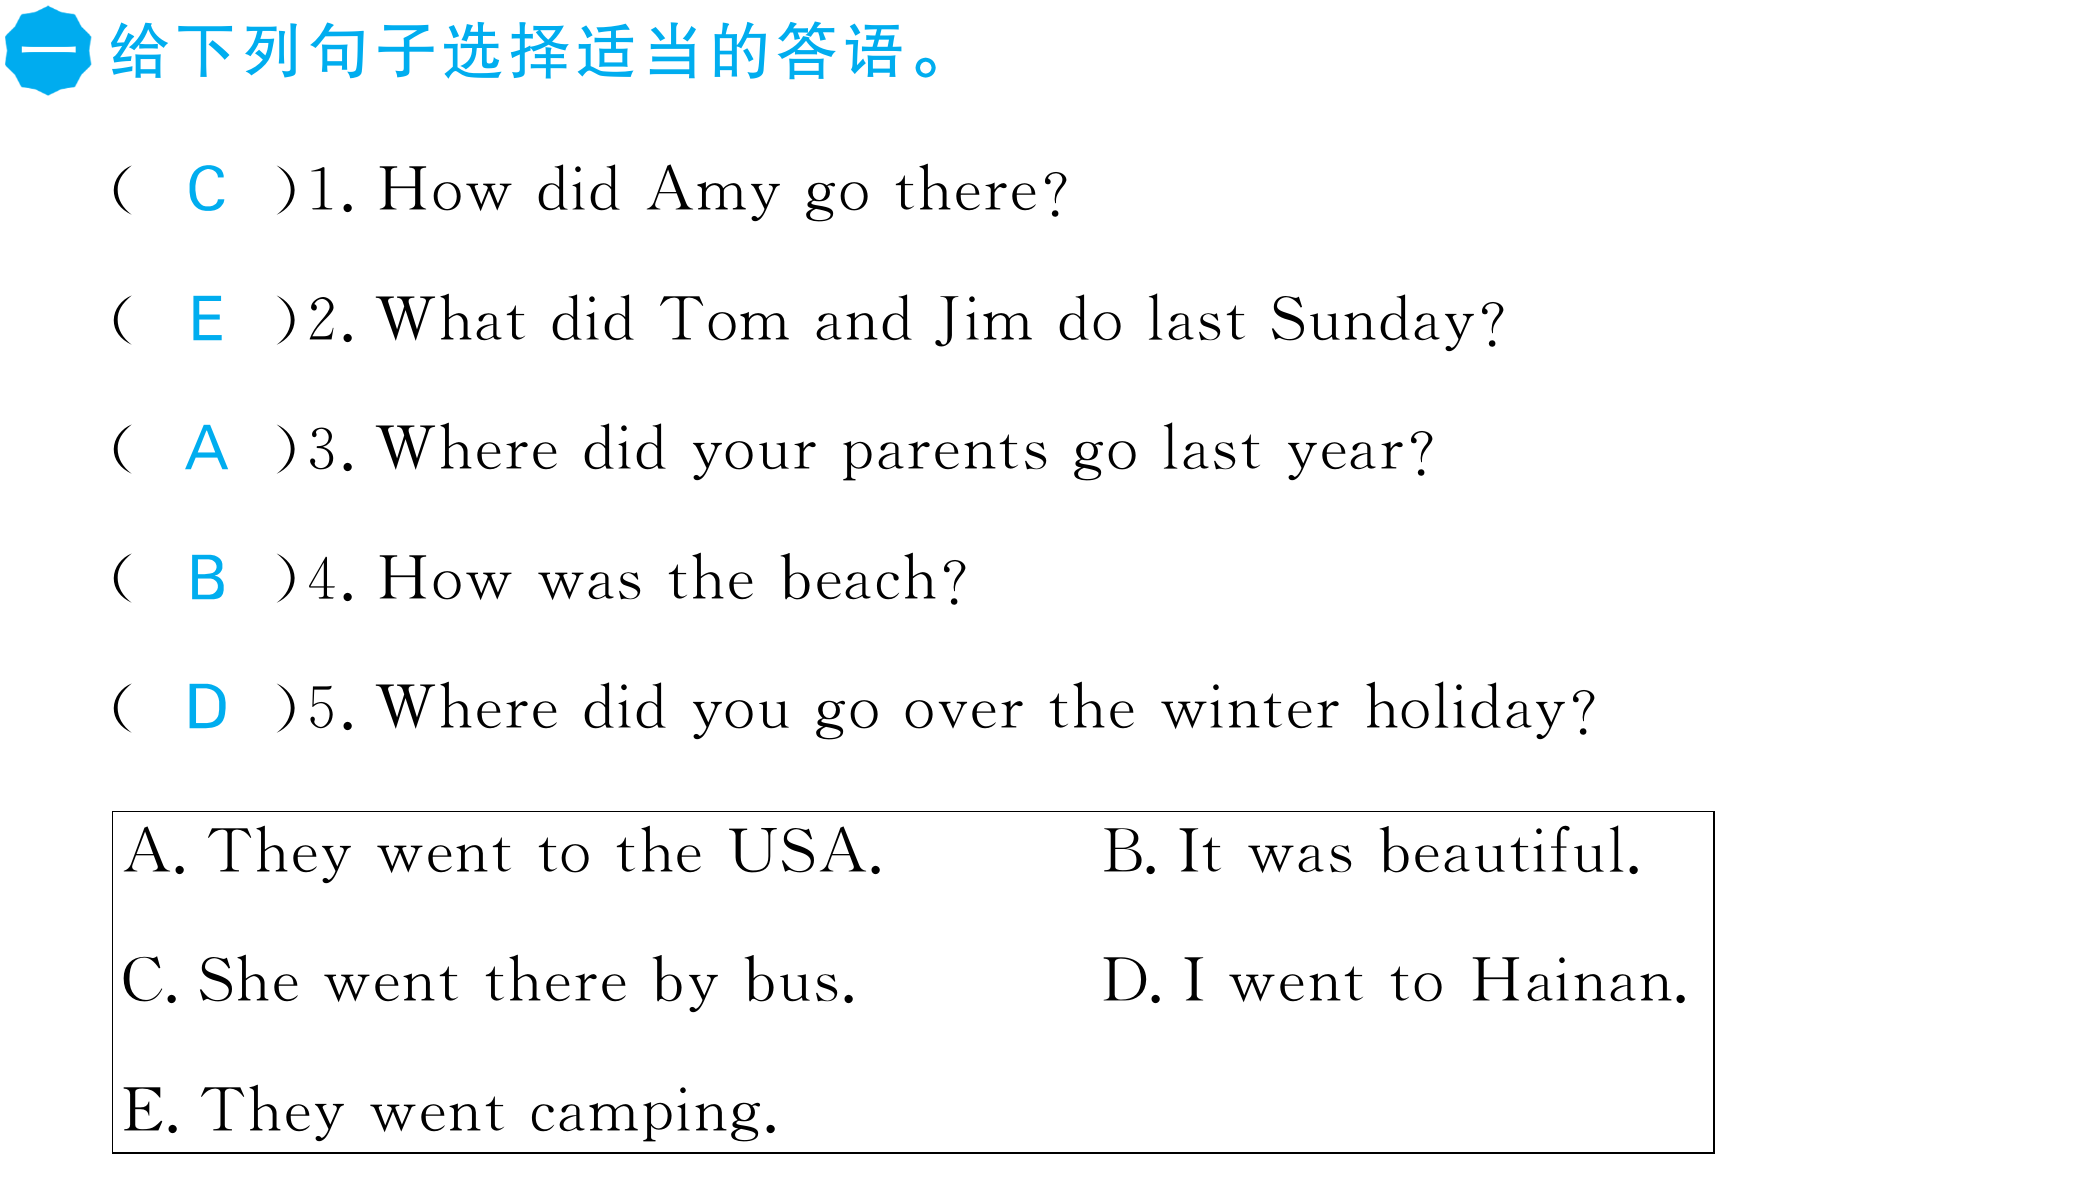 一 给下列句子选择适当的答语。
( C )1. How did Amy go there?
( E )2. What did Tom and Jim do last Sunday?
( A )3. Where did your parents go last year?
( B )4. How was the beach?
( D )5. Where did you go over the winter holiday?
A. They went to the USA. B. It was beautiful.
C. She went there by bus. D. I went to Hainan.
E. They went camping.